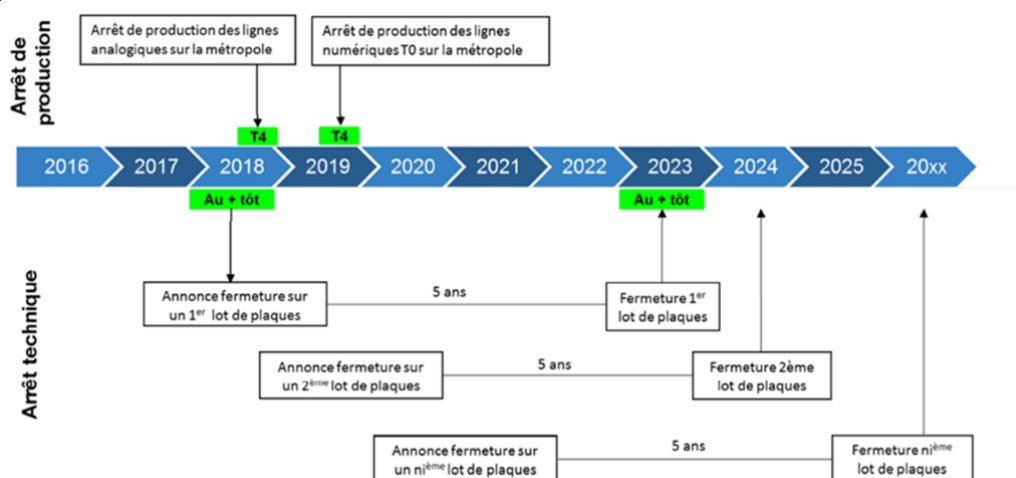 Arrêt de
production
Arrêt de production des lignes
analogiques sur la métropole
Arrêt de production des lignes
numériques T0 sur la métropole
T4
T4
2016
2017
2018
2019
2020
2021
2022
2023
2024
2025
20xx
Au + tôt
Au + tôt
Arrêt technique
Annonce fermeture sur
un 1er lot de plaques
5 ans
Fermeture 1er
lot de plaques
Annonce fermeture sur
un 2ème lot de plaques
5 ans
Fermeture 2ème
lot de plaques
Annonce fermeture sur
un nième lot de plaques
5 ans
Fermeture nième
lot de plaques